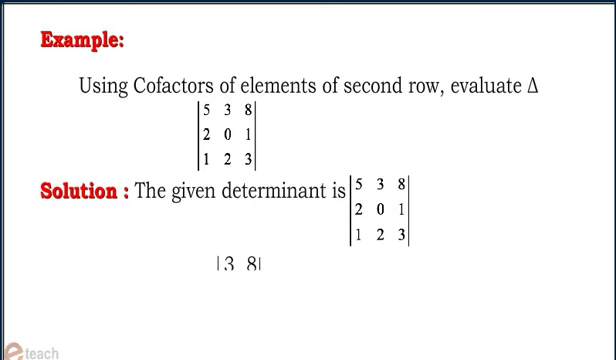 Example:
Using Cofactors of elements of second row, evaluate Δ
|5 3 8|
|2 0 1|
|1 2 3|
Solution : The given determinant is |5 3 8|
|2 0 1|
|1 2 3|
|3 8|
eteach